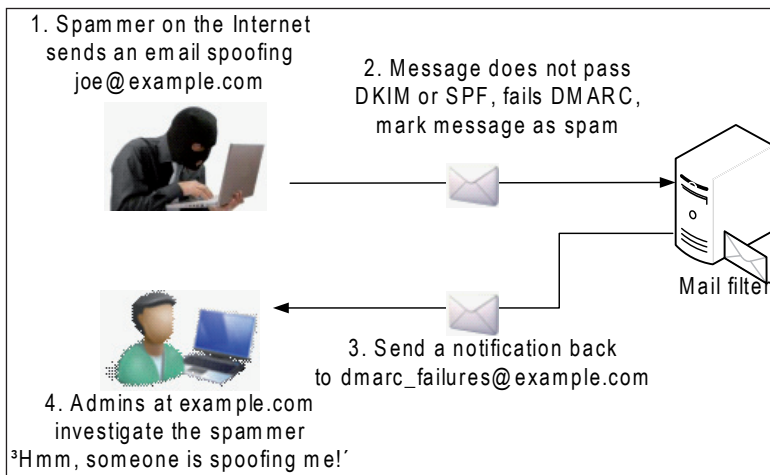 1. Spammer on the Internet
sends an email spoofing
joe@example.com
2. Message does not pass
DKIM or SPF, fails DMARC,
mark message as spam
Mail filter
3. Send a notification back
to dmarc_failures@example.com
4. Admins at example.com
investigate the spammer
³Hmm, someone is spoofing me!´